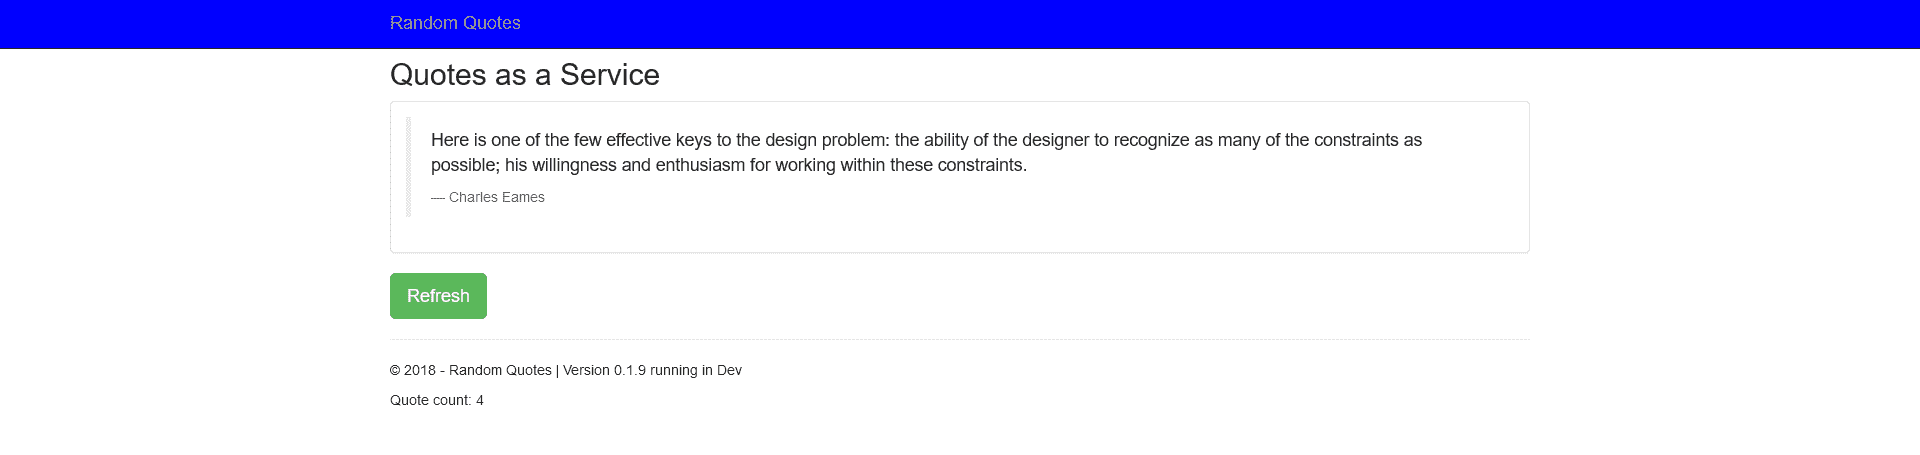 Random Quotes
Quotes as a Service
Here is one of the few effective keys to the design problem: the ability of the designer to recognize as many of the constraints as
possible; his willingness and enthusiasm for working within these constraints.
— Charles Eames
Refresh
© 2018 - Random Quotes | Version 0.1.9 running in Dev
Quote count: 4